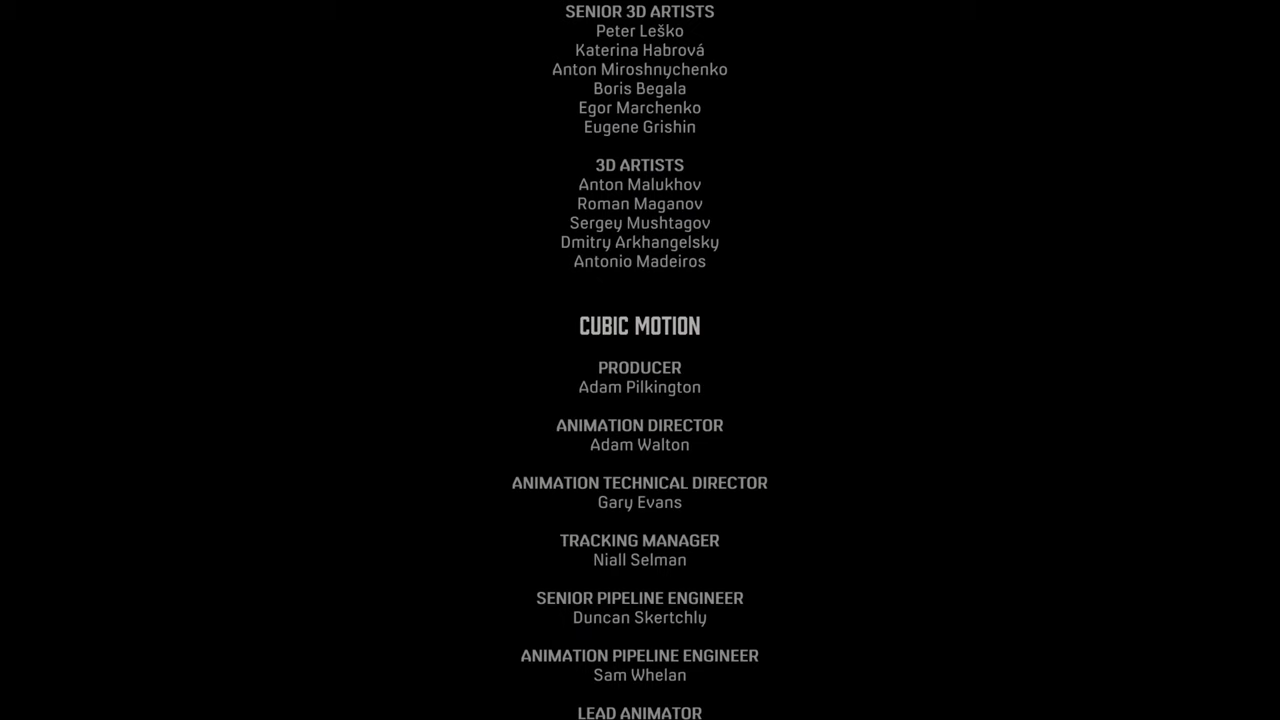 SENIOR 3D ARTISTS
Peter Leško
Katerina Habrová
Anton Miroshnychenko
Boris Begala
Egor Marchenko
Eugene Grishin
3D ARTISTS
Anton Malukhov
Roman Maganov
Sergey Mushtagov
Dmitry Arkhangelsky
Antonio Madeiros
CUBIC MOTION
PRODUCER
Adam Pilkington
ANIMATION DIRECTOR
Adam Walton
ANIMATION TECHNICAL DIRECTOR
Gary Evans
TRACKING MANAGER
Niall Selman
SENIOR PIPELINE ENGINEER
Duncan Skertchly
ANIMATION PIPELINE ENGINEER
Sam Whelan
LEAD ANIMATOR